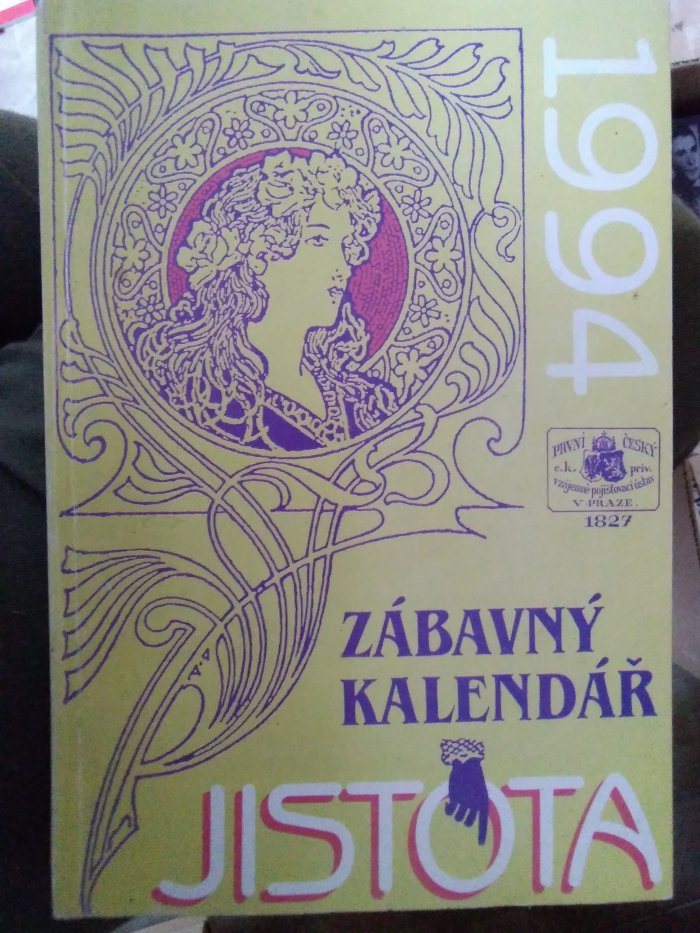 1994
PRVNÍ ČESKÝ
c.k. priv.
vzájemně pojišťovací ústav
V PRAZE.
1827
ZÁBAVNÝ
KALENDÁŘ
JISTOTA